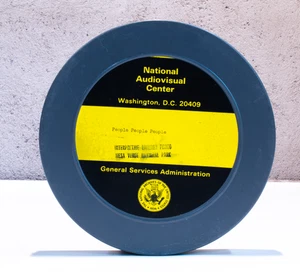 National
Audiovisual
Center
Washington, D.C. 20409
People People People
General Services Administration